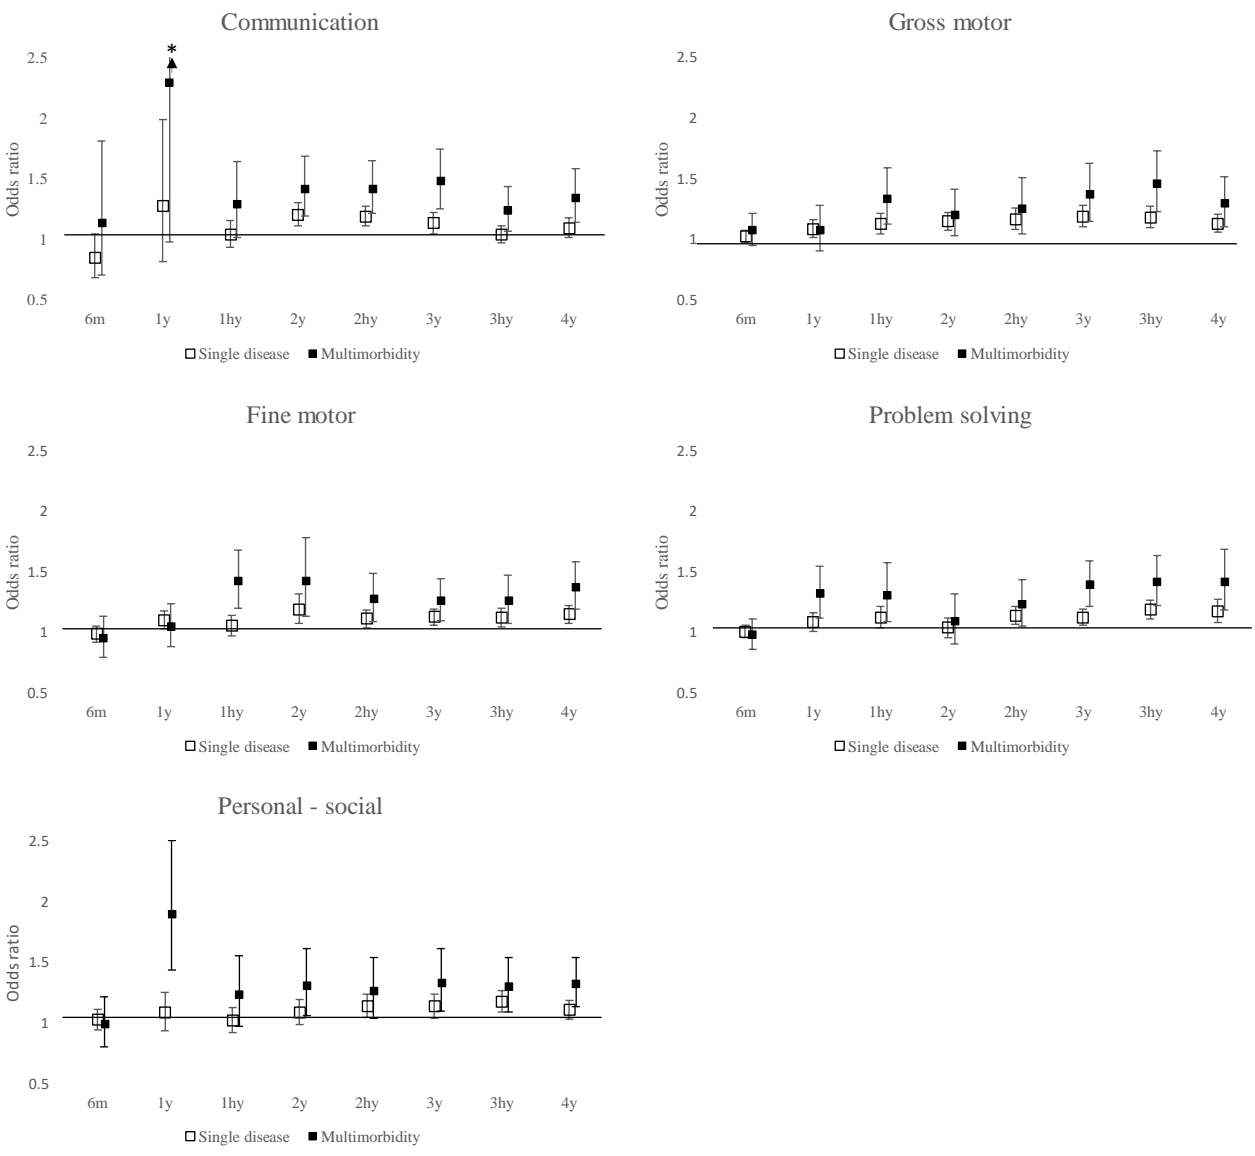 Communication
*
2.5
2
1.5
1
0.5
Odds ratio
6m 1y 1hy 2y 2hy 3y 3hy 4y
Single disease Multimorbidity
Gross motor
2.5
2
1.5
1
0.5
Odds ratio
6m 1y 1hy 2y 2hy 3y 3hy 4y
Single disease Multimorbidity
Fine motor
2.5
2
1.5
1
0.5
Odds ratio
6m 1y 1hy 2y 2hy 3y 3hy 4y
Single disease Multimorbidity
Problem solving
2.5
2
1.5
1
0.5
Odds ratio
6m 1y 1hy 2y 2hy 3y 3hy 4y
Single disease Multimorbidity
Personal - social
2.5
2
1.5
1
0.5
Odds ratio
6m 1y 1hy 2y 2hy 3y 3hy 4y
Single disease Multimorbidity